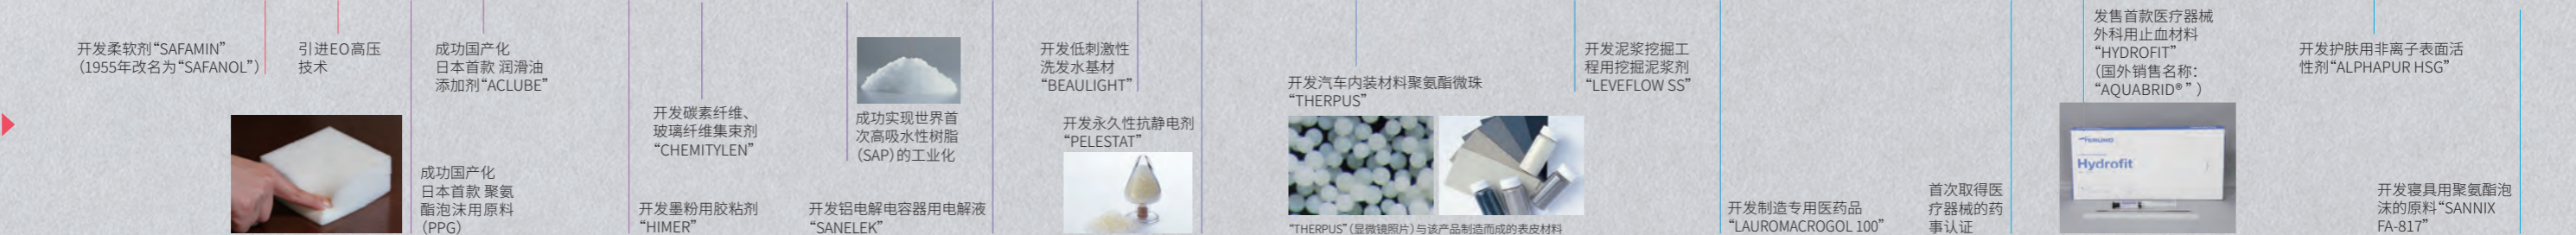 开发柔软剂“SAFAMIN”
（1955年改名为“SAFANOL”）
引进EO高压
技术
成功国产化
日本首款 润滑油
添加剂“ACLUBE”
成功国产化
日本首款 聚氨
酯泡沫用原料
（PPG）
开发碳素纤维、
玻璃纤维集束剂
“CHEMITYLEN”
开发墨粉用胶粘剂
“HIMER”
成功实现世界首
次高吸水性树脂
（SAP）的工业化
开发铝电解电容器用电解液
“SANELEK”
开发低刺激性
洗发水基材
“BEAULIGHT”
开发永久性抗静电剂
“PELESTAT”
开发汽车内装材料聚氨酯微珠
“THERPUS”
“THERPUS”（显微镜照片）与该产品制造而成的表皮材料
开发泥浆挖掘工
程用挖掘泥浆剂
“LEVEFLOW SS”
开发制造专用医药品
“LAUROMACROGOL 100”
首次取得医
疗器械的药
事认证
发售首款医疗器械
外科用止血材料
“HYDROFIT”
（国外销售名称：
“AQUABRID®” ）
TERUMO
Hydrofit
开发护肤用非离子表面活
性剂“ALPHAPUR HSG”
开发寝具用聚氨酯泡
沫的原料“SANNIX
FA-817”